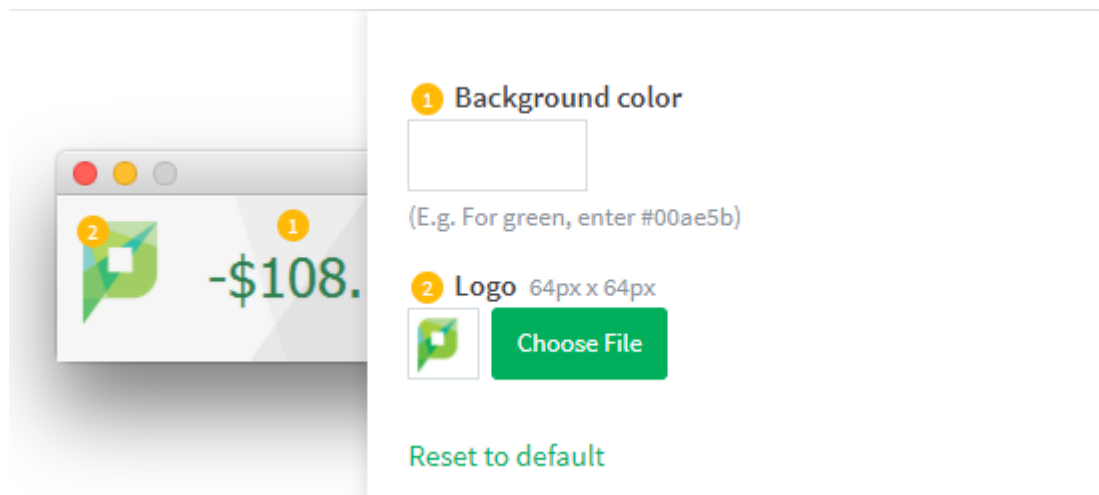 1 Background color
(E.g. For green, enter #00ae5b)
2 1
-$108.
2 Logo 64px x 64px
Choose File
Reset to default